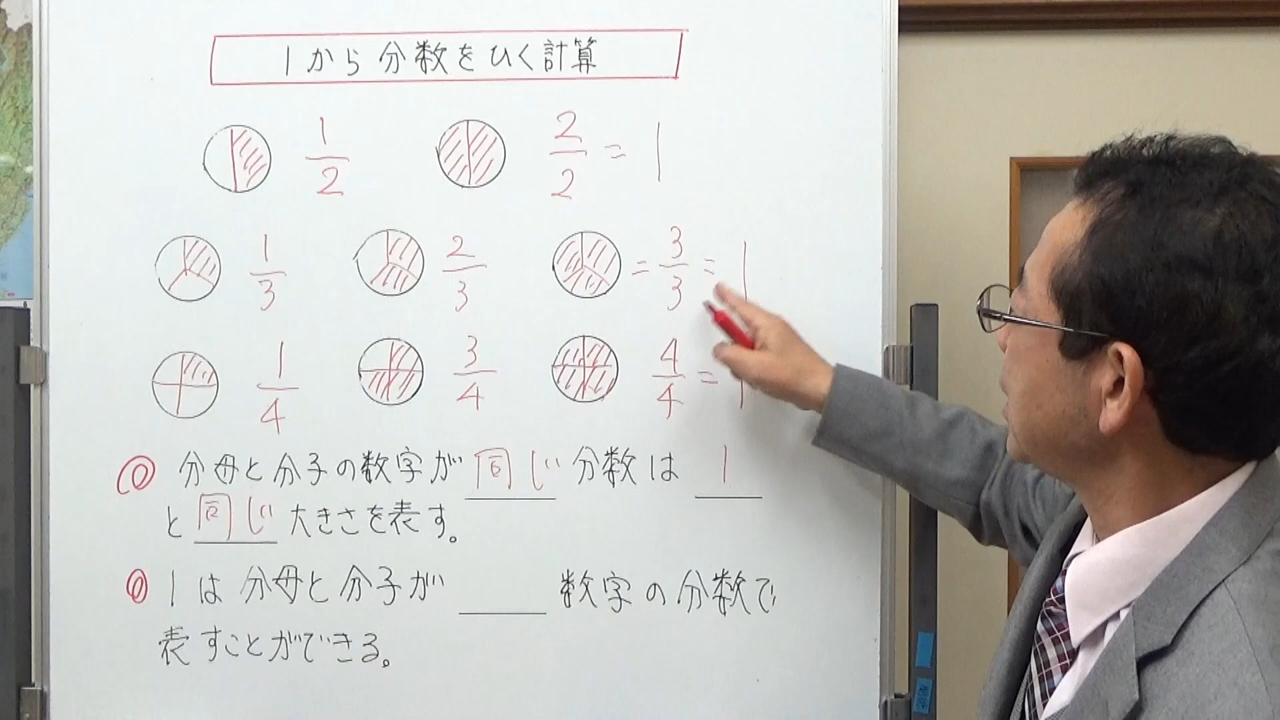 1から分数をひく計算
1/2 2/2 = 1
1/3 2/3 = 3/3 = 1
1/4 3/4 4/4 = 1
◎ 分母と分子の数字が 同じ 分数は 1
と 同じ 大きさを表す。
◎ 1は 分母と分子が ____ 数字の分数で
表すことができる。